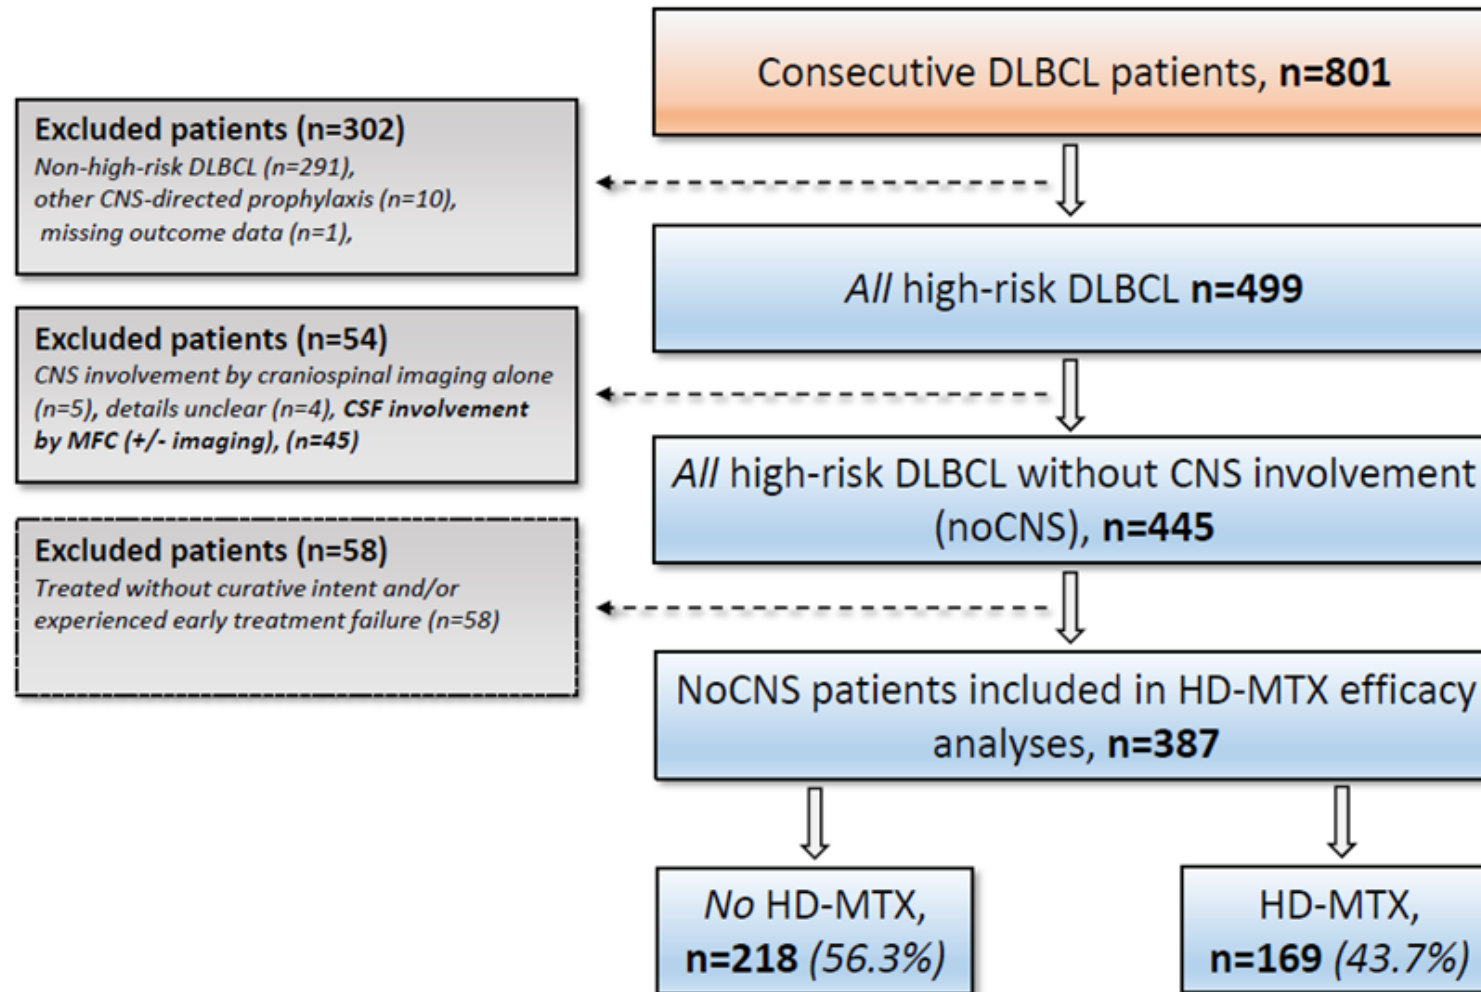 Consecutive DLBCL patients, n=801
Excluded patients (n=302)
Non-high-risk DLBCL (n=291),
other CNS-directed prophylaxis (n=10),
missing outcome data (n=1),
All high-risk DLBCL n=499
Excluded patients (n=54)
CNS involvement by craniospinal imaging alone
(n=5), details unclear (n=4), CSF involvement
by MFC (+/- imaging), (n=45)
All high-risk DLBCL without CNS involvement
(noCNS), n=445
Excluded patients (n=58)
Treated without curative intent and/or
experienced early treatment failure (n=58)
NoCNS patients included in HD-MTX efficacy
analyses, n=387
No HD-MTX,
n=218 (56.3%)
HD-MTX,
n=169 (43.7%)